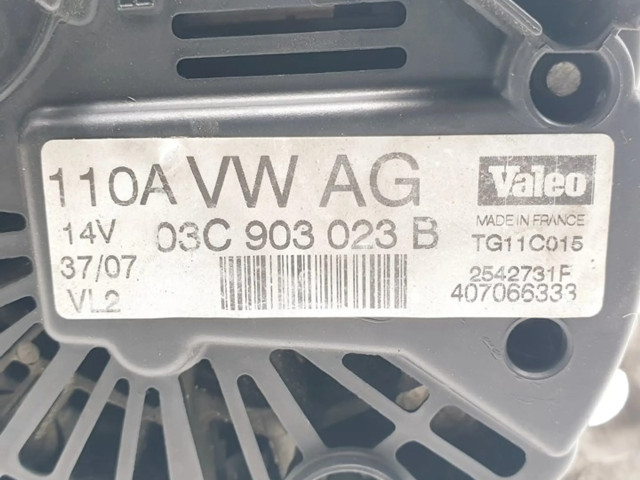 110A VW AG Valeo
MADE IN FRANCE
14V 03C 903 023 B TG11C015
37/07 2542731F
VL2 407066333